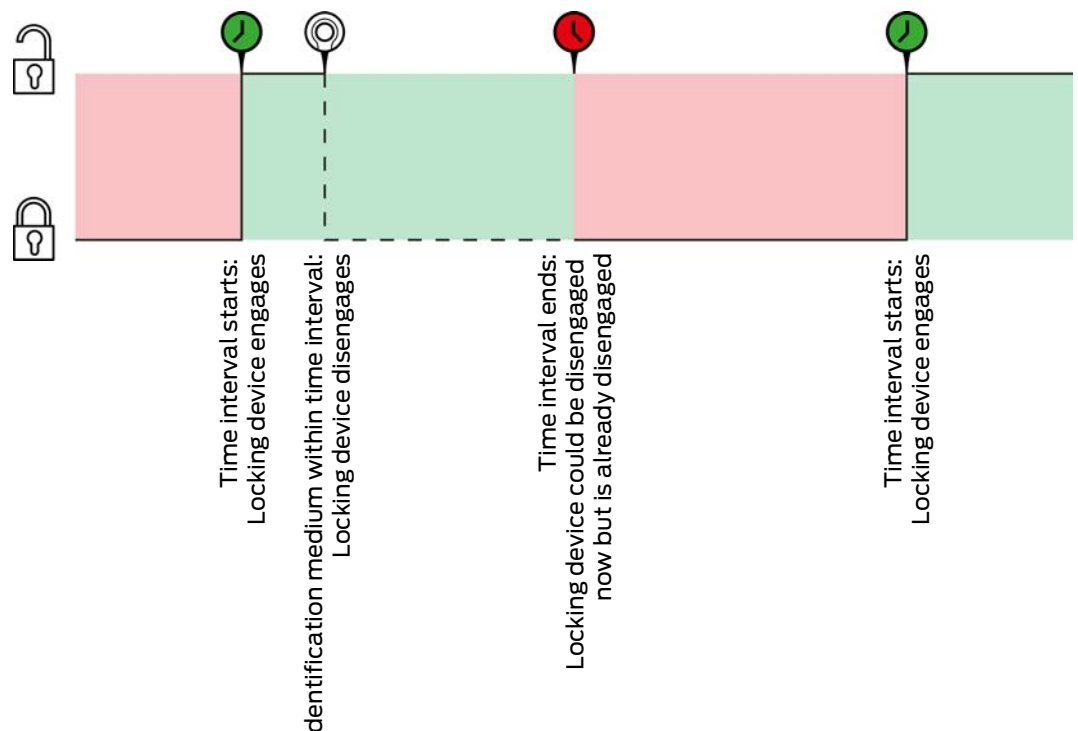 Time interval starts:
Locking device engages
dentification medium within time interval:
Locking device disengages
Time interval ends:
Locking device could be disengaged
now but is already disengaged
Time interval starts:
Locking device engages